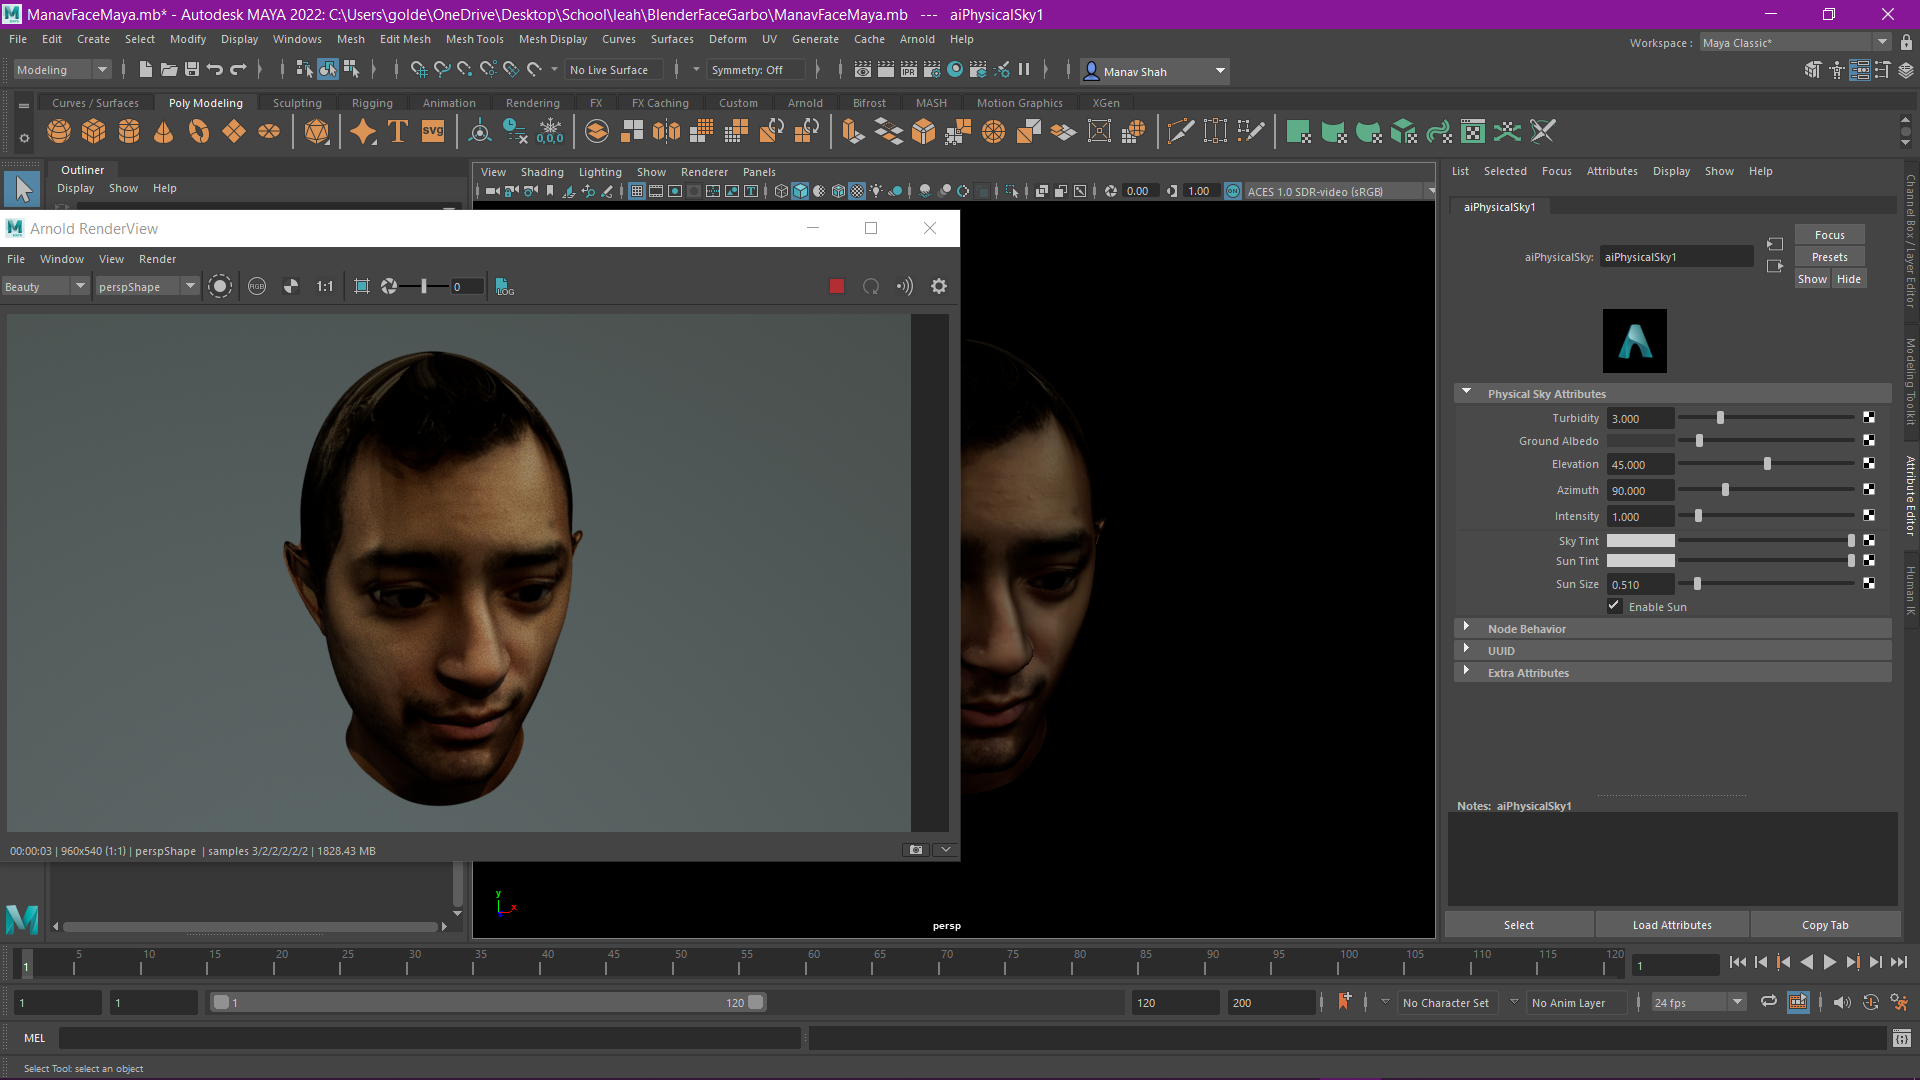 ManavFaceMaya.mb* - Autodesk MAYA 2022: C:\Users\golde\OneDrive\Desktop\School\leah\BlenderFaceGarbo\ManavFaceMaya.mb --- aiPhysicalSky1
File Edit Create Select Modify Display Windows Mesh Edit Mesh Mesh Tools Mesh Display Curves Surfaces Deform UV Generate Cache Arnold Help
Workspace : Maya Classic*
Modeling No Live Surface Symmetry: Off Manav Shah
Curves / Surfaces Poly Modeling Sculpting Rigging Animation Rendering FX FX Caching Custom Arnold Bifrost MASH Motion Graphics XGen
Outliner
Display Show Help
View Shading Lighting Show Renderer Panels
0.00 1.00 ACES 1.0 SDR-video (sRGB)
Arnold RenderView
File Window View Render
Beauty perspShape RGB 1:1 0 LOG
00:00:03 | 960x540 (1:1) | perspShape | samples 3/2/2/2/2/2 | 1828.43 MB
y
x
persp
List Selected Focus Attributes Display Show Help
aiPhysicalSky1
aiPhysicalSky: aiPhysicalSky1
Focus
Presets
Show Hide
Physical Sky Attributes
Turbidity 3.000
Ground Albedo
Elevation 45.000
Azimuth 90.000
Intensity 1.000
Sky Tint
Sun Tint
Sun Size 0.510
Enable Sun
Node Behavior
UUID
Extra Attributes
Notes: aiPhysicalSky1
Select Load Attributes Copy Tab
Channel Box / Layer Editor
Modeling Toolkit
Attribute Editor
Human IK
1 5 10 15 20 25 30 35 40 45 50 55 60 65 70 75 80 85 90 95 100 105 110 115 120 1
1 1 1 120 120 200 No Character Set No Anim Layer 24 fps
MEL
Select Tool: select an object